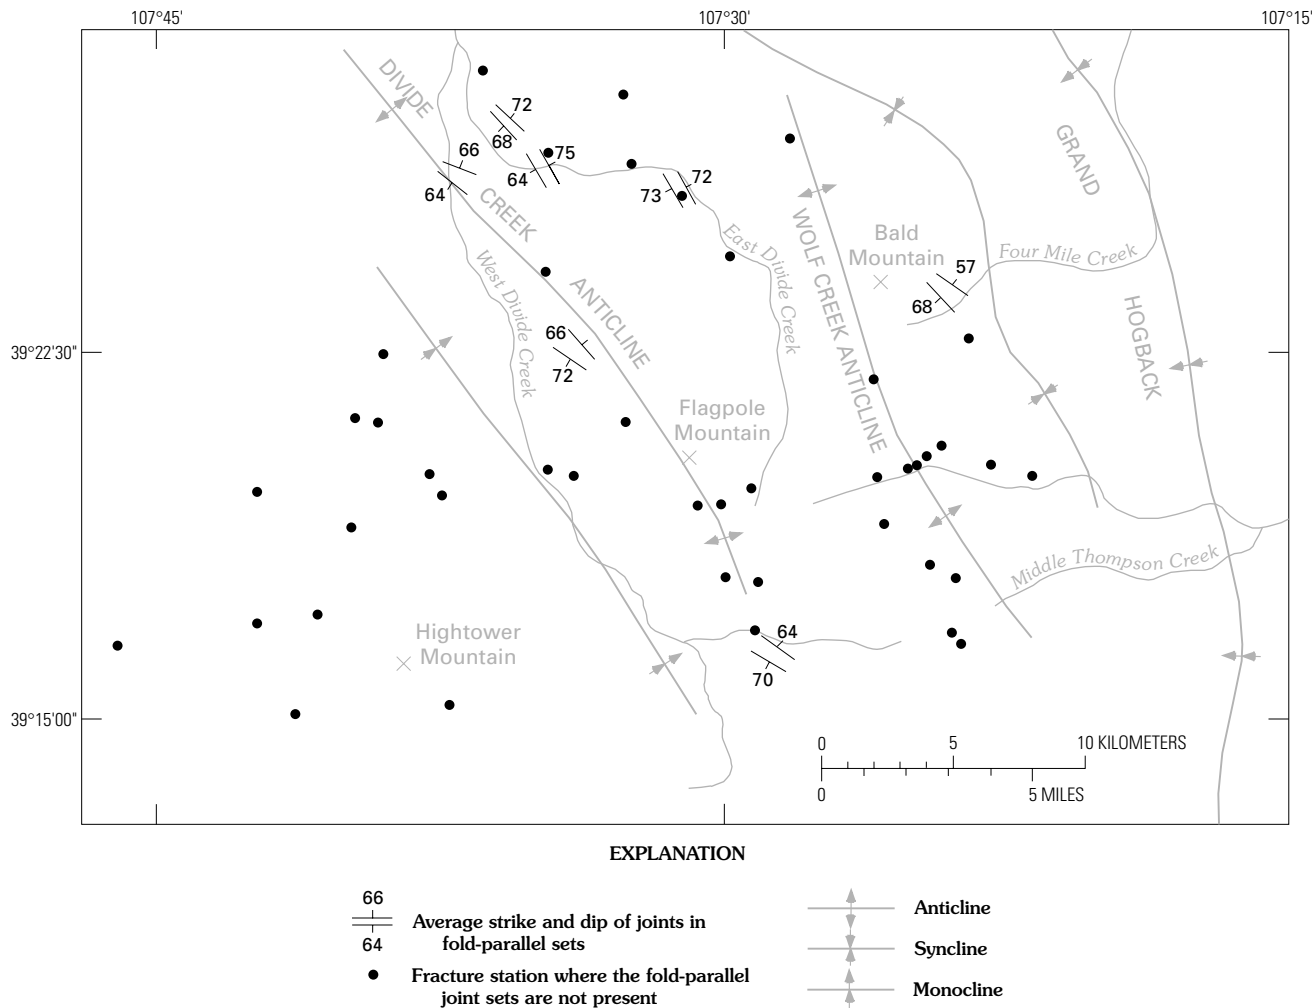 107°45'
107°30'
107°15'
DIVIDE
CREEK
ANTICLINE
72
68
66
64
75
64
72
73
GRAND
HOGBACK
WOLF CREEK ANTICLINE
Bald
Mountain
East Divide Creek
West Divide Creek
Four Mile Creek
57
68
39°22'30"
66
72
Flagpole
Mountain
Middle Thompson Creek
Hightower
Mountain
64
70
39°15'00"
0 5 10 KILOMETERS
0 5 MILES
EXPLANATION
66
64
Average strike and dip of joints in
fold-parallel sets
Fracture station where the fold-parallel
joint sets are not present
Anticline
Syncline
Monocline